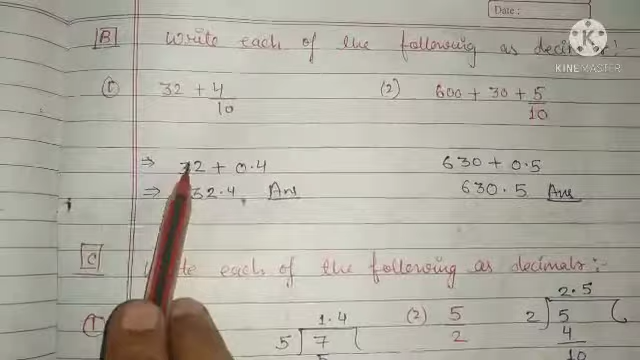 Date :
KINEMASTER
B Write each of the following as decimals :-
(1) 32 + 4/10 (2) 600 + 30 + 5/10
⇒ 32 + 0.4 630 + 0.5
⇒ 32.4 Ans 630.5 Ans
C Write each of the following as decimals :-
(1) 5 7 1.4 (2) 5/2 2 5 2.5
4
10